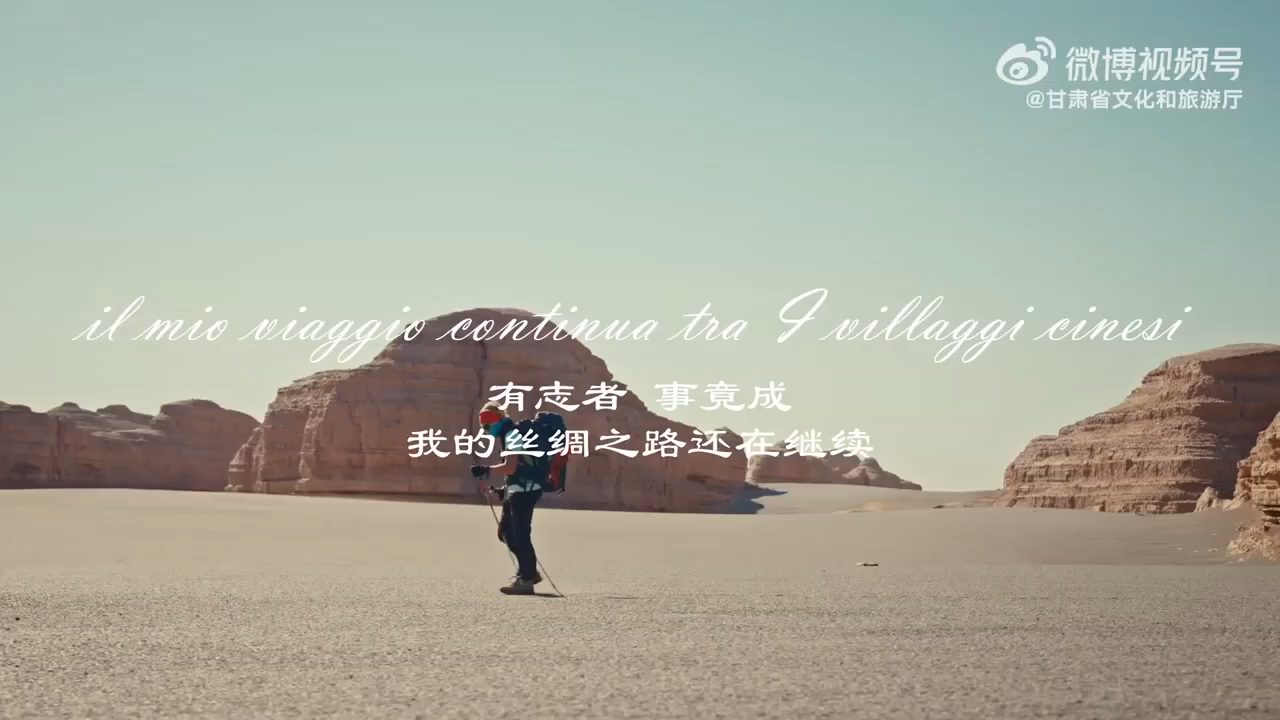 微博视频号
@甘肃省文化和旅游厅
il mio viaggio continua tra I villaggi cinesi
有志者 事竟成
我的丝绸之路还在继续